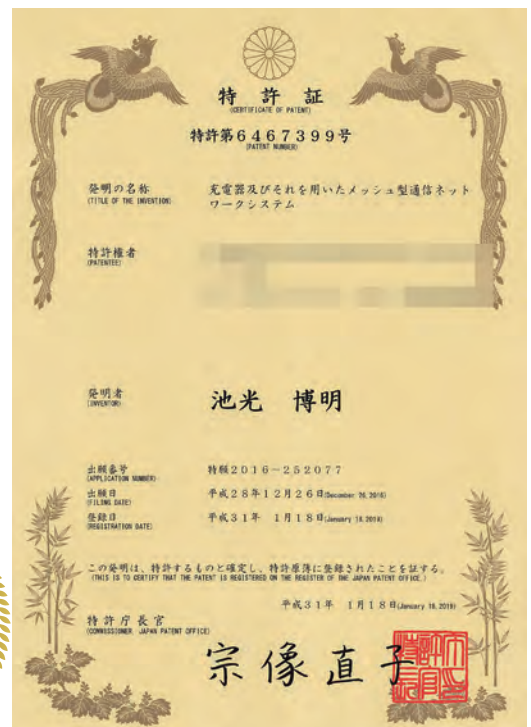 特許証
(CERTIFICATE OF PATENT)
特許第6467399号
(PATENT NUMBER)
発明の名称
(TITLE OF THE INVENTION)
充電器及びそれを用いたメッシュ型通信ネット
ワークシステム
特許権者
(PATENTEE)
発明者
(INVENTOR)
池光 博明
出願番号
(APPLICATION NUMBER)
特願2016-252077
出願日
(FILING DATE)
平成28年12月26日(December 26,2016)
登録日
(REGISTRATION DATE)
平成31年 1月18日(January 18,2019)
この発明は、特許するものと確定し、特許原簿に登録されたことを証する。
(THIS IS TO CERTIFY THAT THE PATENT IS REGISTERED ON THE REGISTER OF THE JAPAN PATENT OFFICE.)
平成31年 1月18日(January 18,2019)
特許庁長官
(COMMISSIONER, JAPAN PATENT OFFICE)
宗像直子